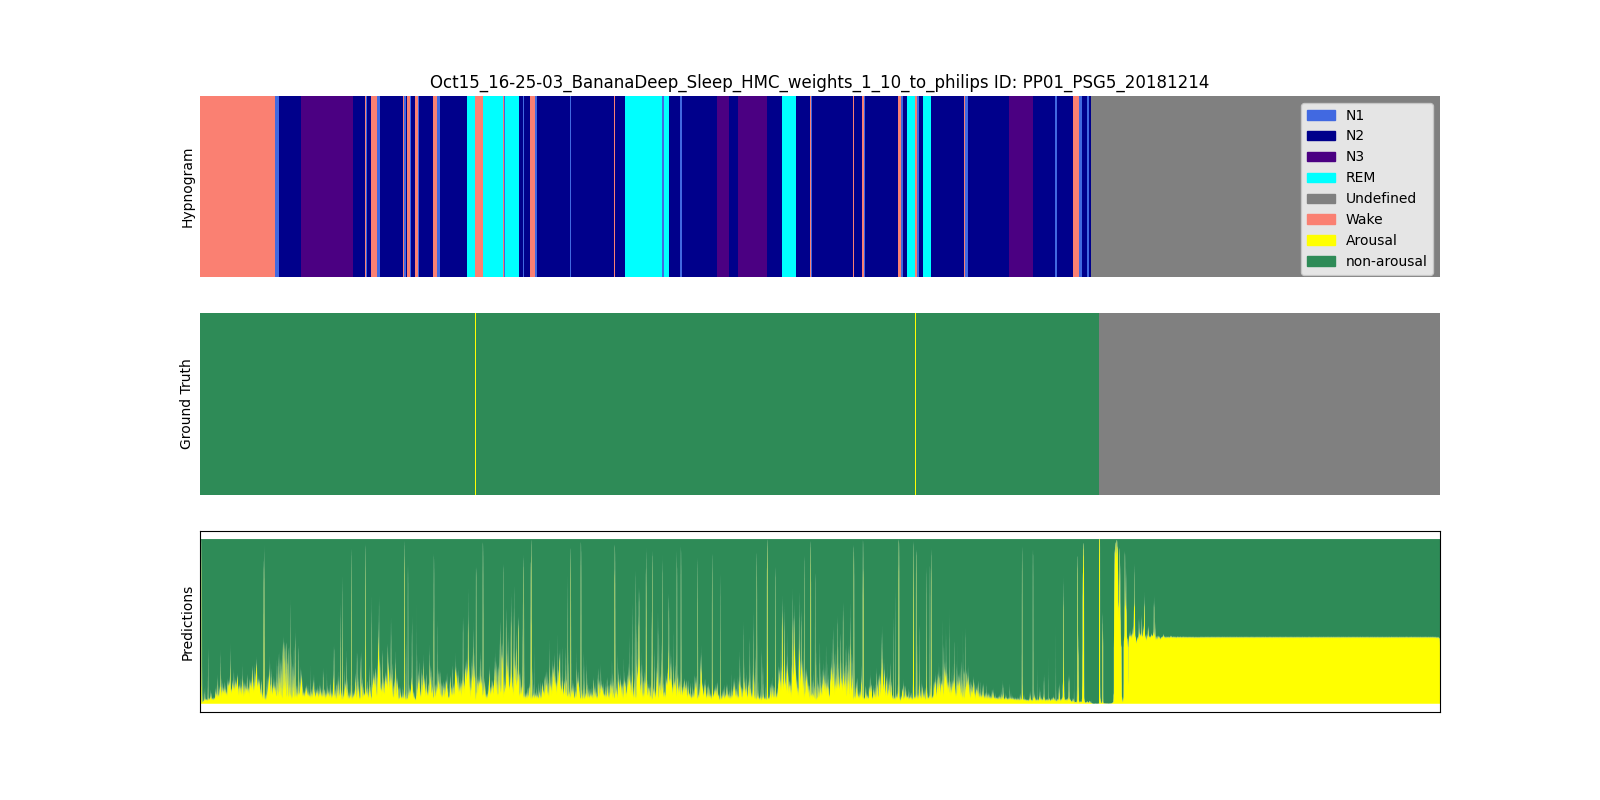 Oct15_16-25-03_BananaDeep_Sleep_HMC_weights_1_10_to_philips ID: PP01_PSG5_20181214
Hypnogram
N1
N2
N3
REM
Undefined
Wake
Arousal
non-arousal
Ground Truth
Predictions